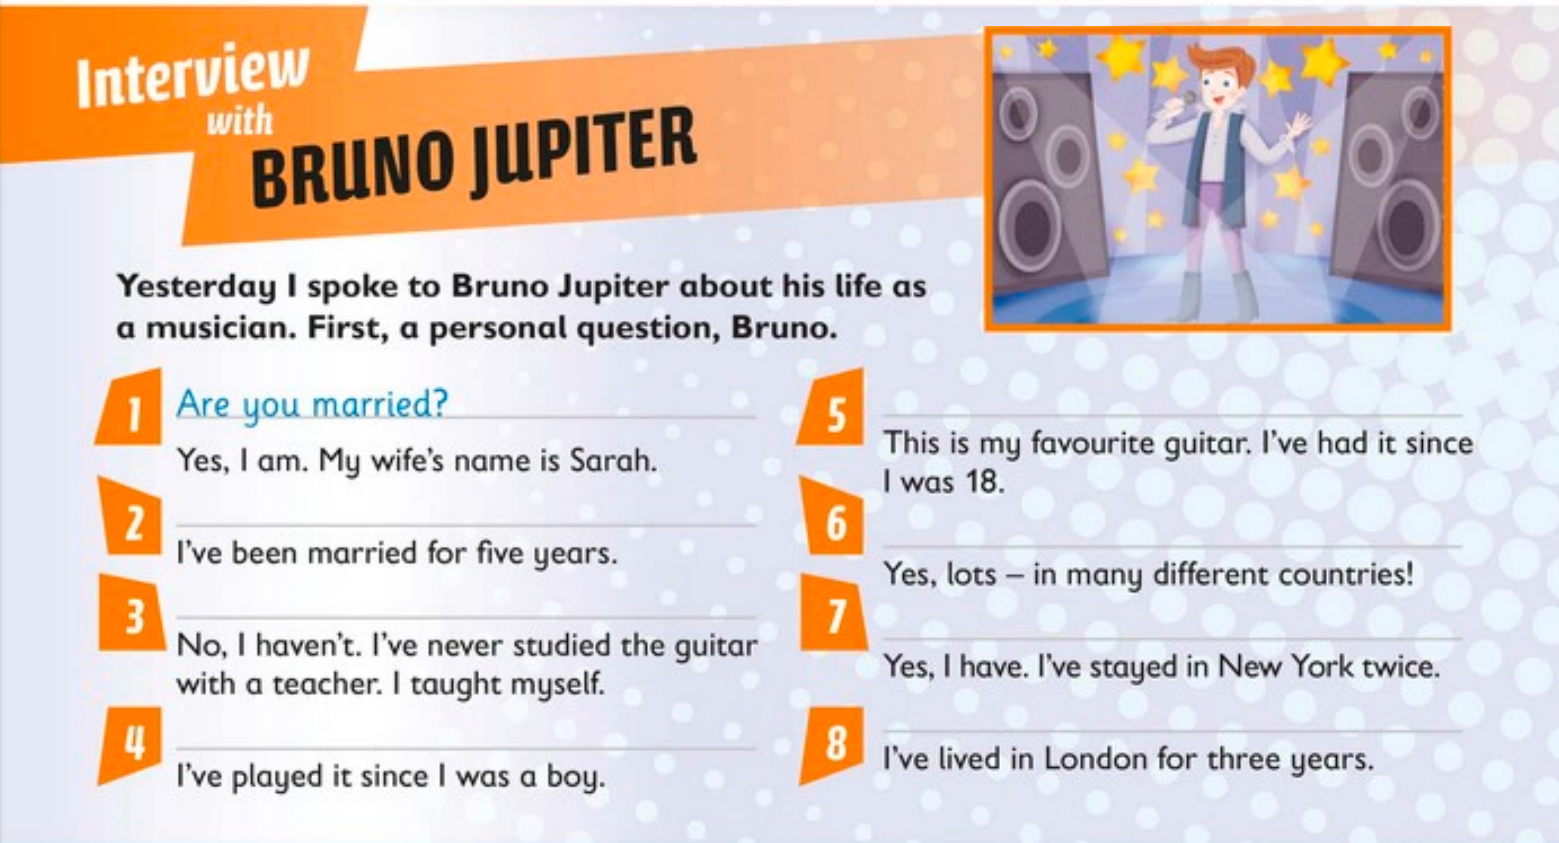 Interview
with
BRUNO JUPITER
Yesterday I spoke to Bruno Jupiter about his life as
a musician. First, a personal question, Bruno.
1 Are you married?
Yes, I am. My wife's name is Sarah.
2
I've been married for five years.
3
No, I haven't. I've never studied the guitar
with a teacher. I taught myself.
4
I've played it since I was a boy.
5
This is my favourite guitar. I've had it since
I was 18.
6
Yes, lots – in many different countries!
7
Yes, I have. I've stayed in New York twice.
8
I've lived in London for three years.